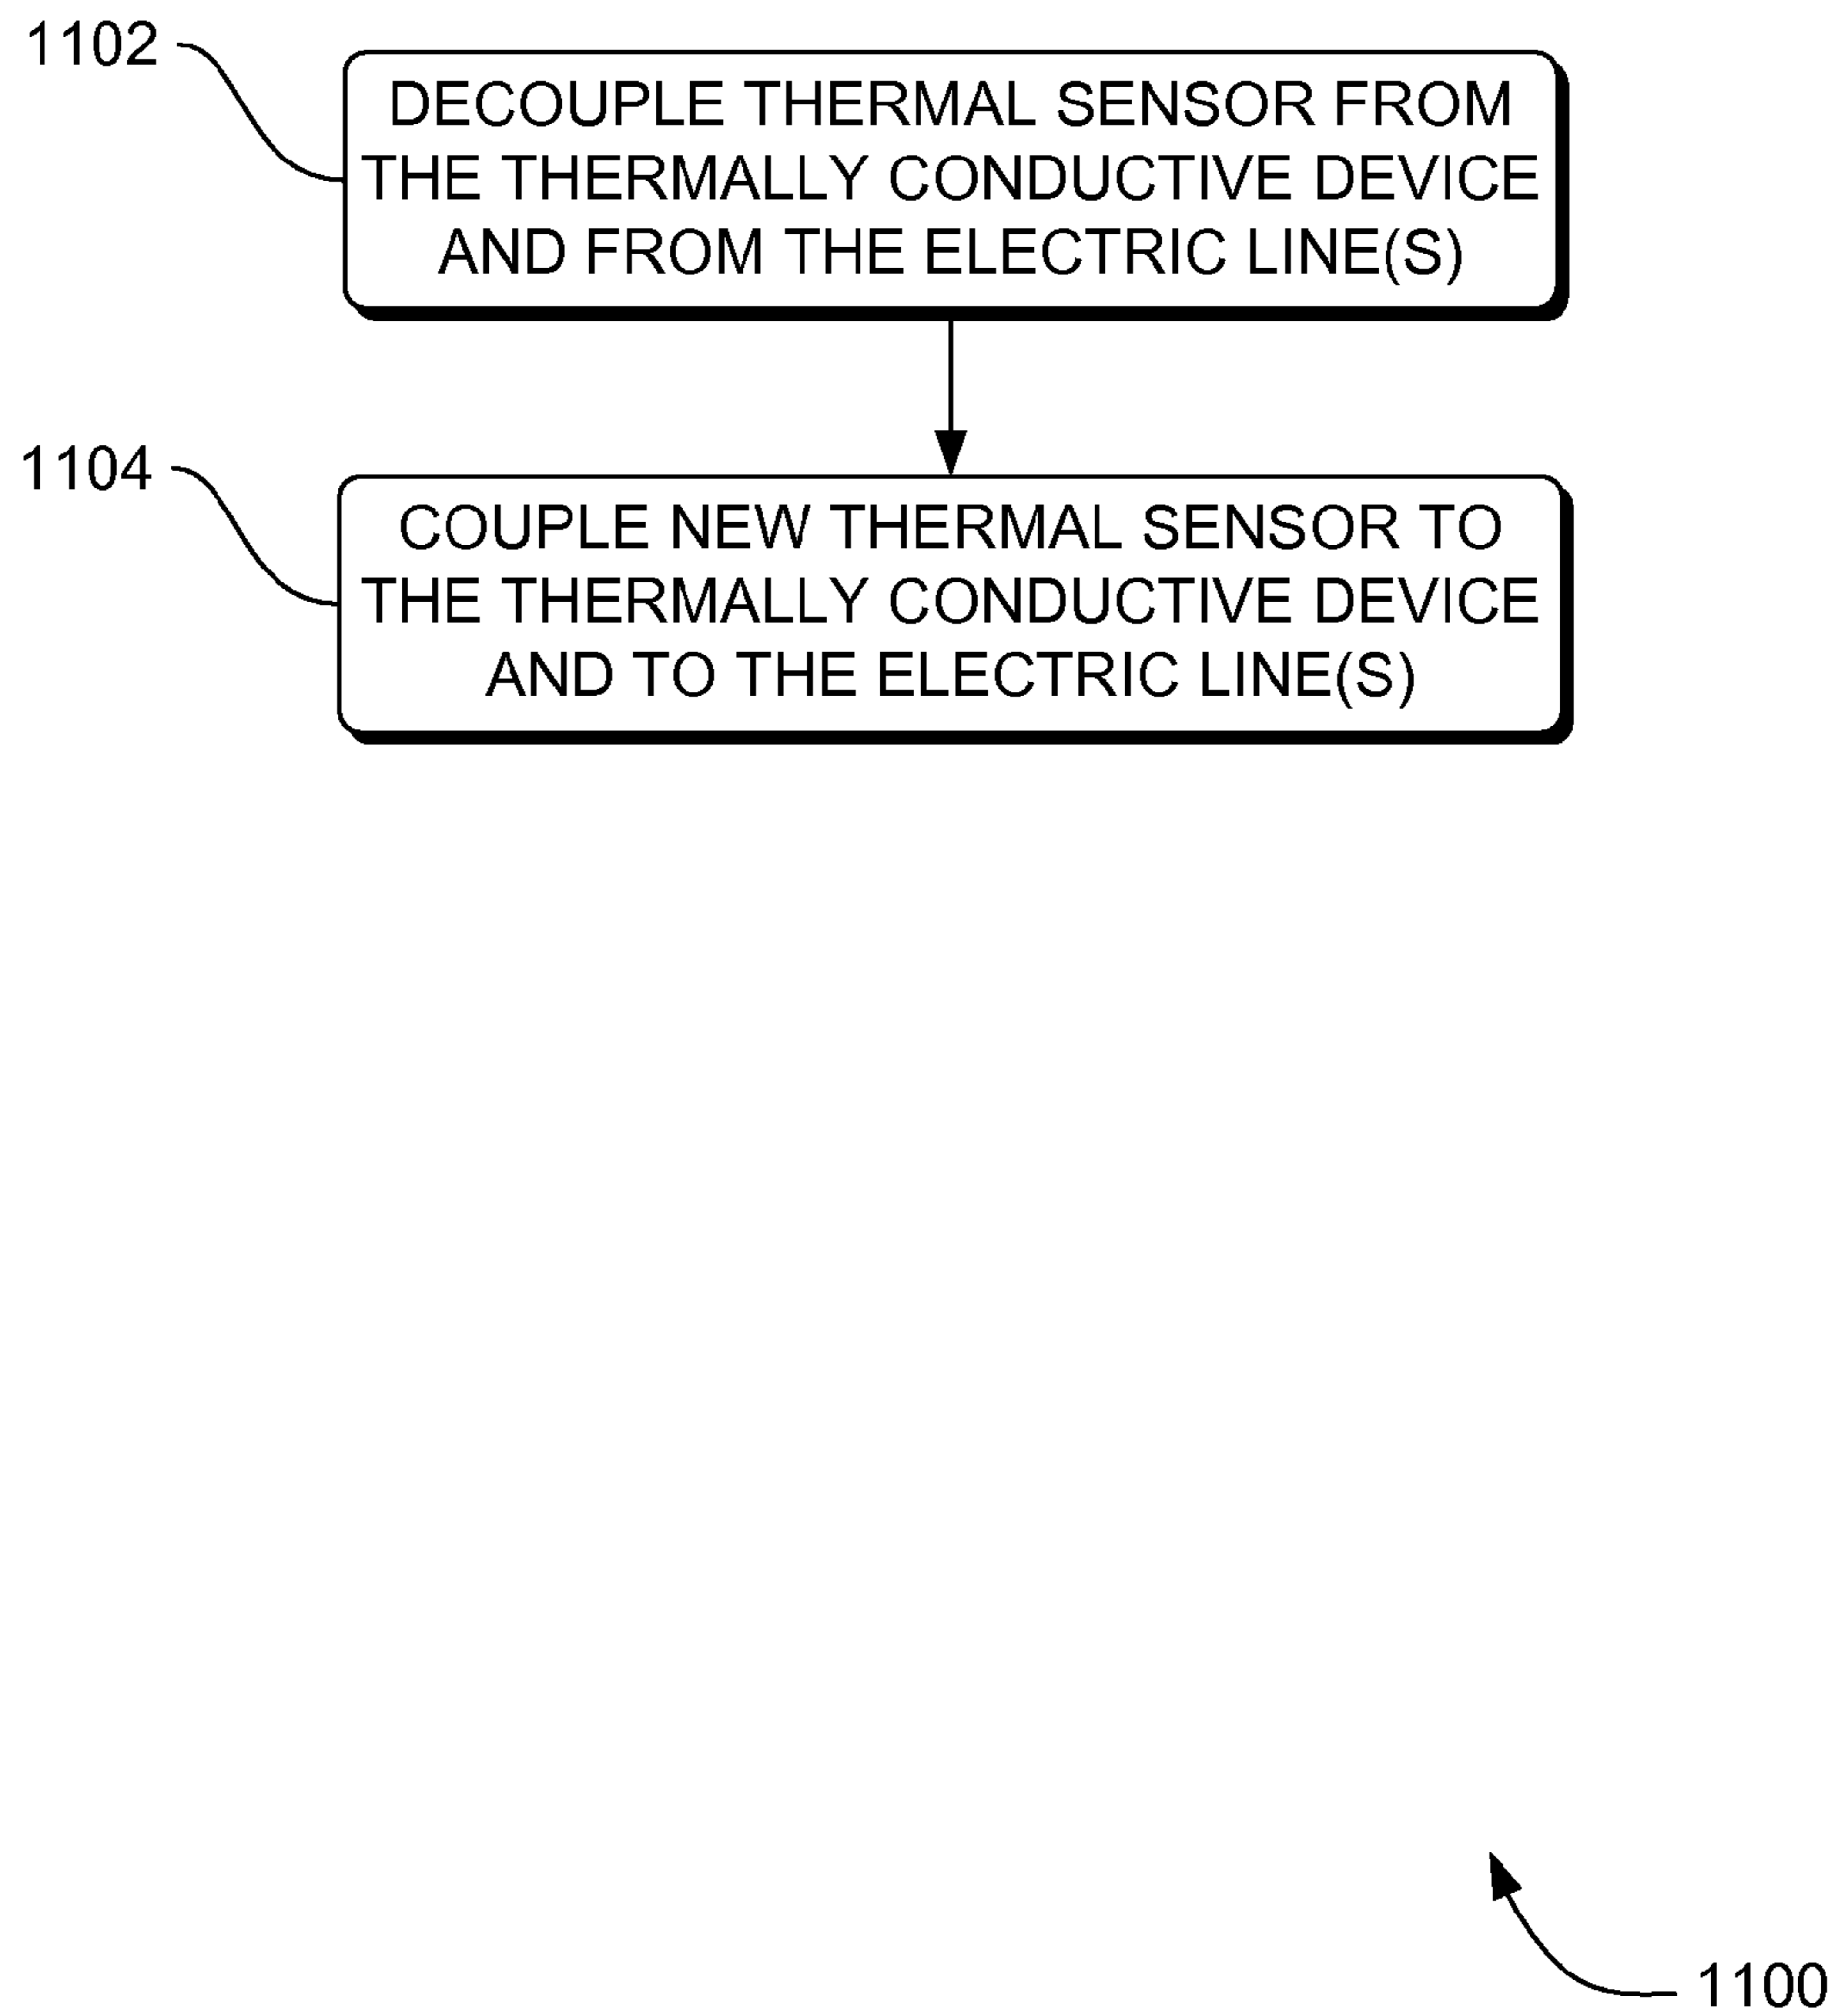 1102
DECOUPLE THERMAL SENSOR FROM
THE THERMALLY CONDUCTIVE DEVICE
AND FROM THE ELECTRIC LINE(S)
1104
COUPLE NEW THERMAL SENSOR TO
THE THERMALLY CONDUCTIVE DEVICE
AND TO THE ELECTRIC LINE(S)
1100